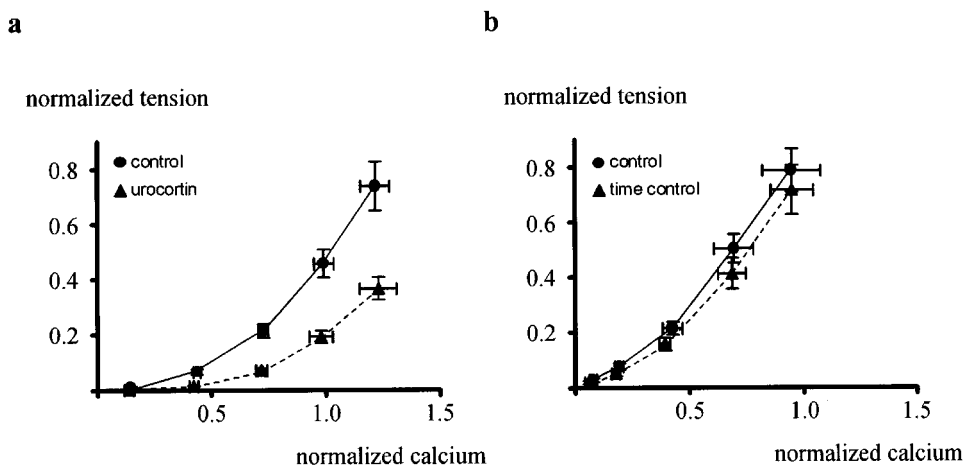 a
normalized tension
control
urocortin
0.8
0.6
0.4
0.2
0.5
1.0
1.5
normalized calcium
b
normalized tension
control
time control
0.8
0.6
0.4
0.2
0.5
1.0
1.5
normalized calcium